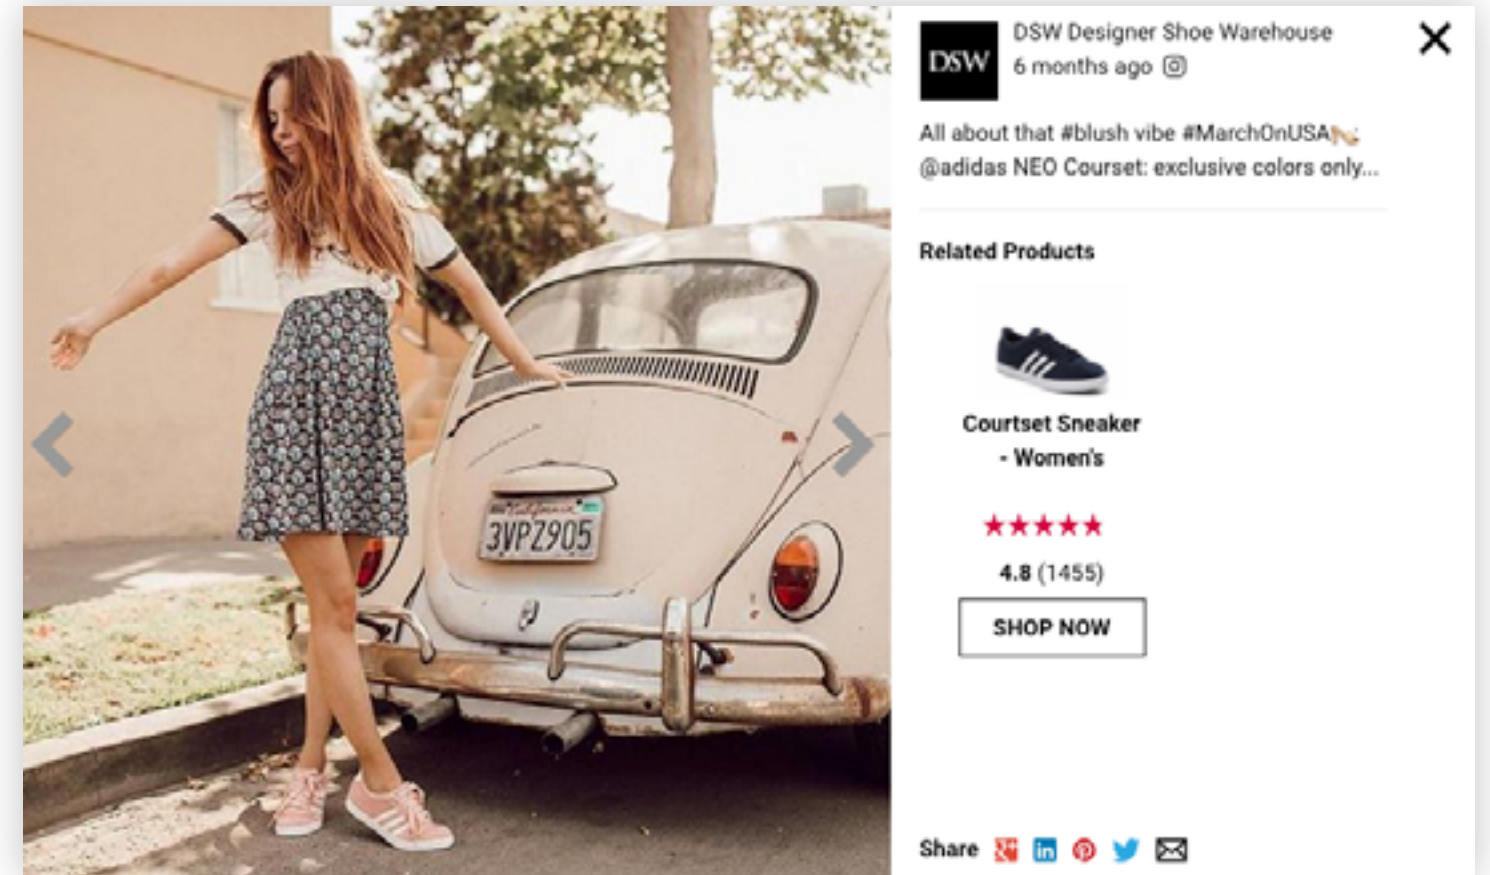 DSW
DSW Designer Shoe Warehouse
6 months ago
All about that #blush vibe #MarchOnUSA
@adidas NEO Courset: exclusive colors only...
Related Products
Courtset Sneaker
- Women's
4.8 (1455)
SHOP NOW
California
3VPZ905
Share